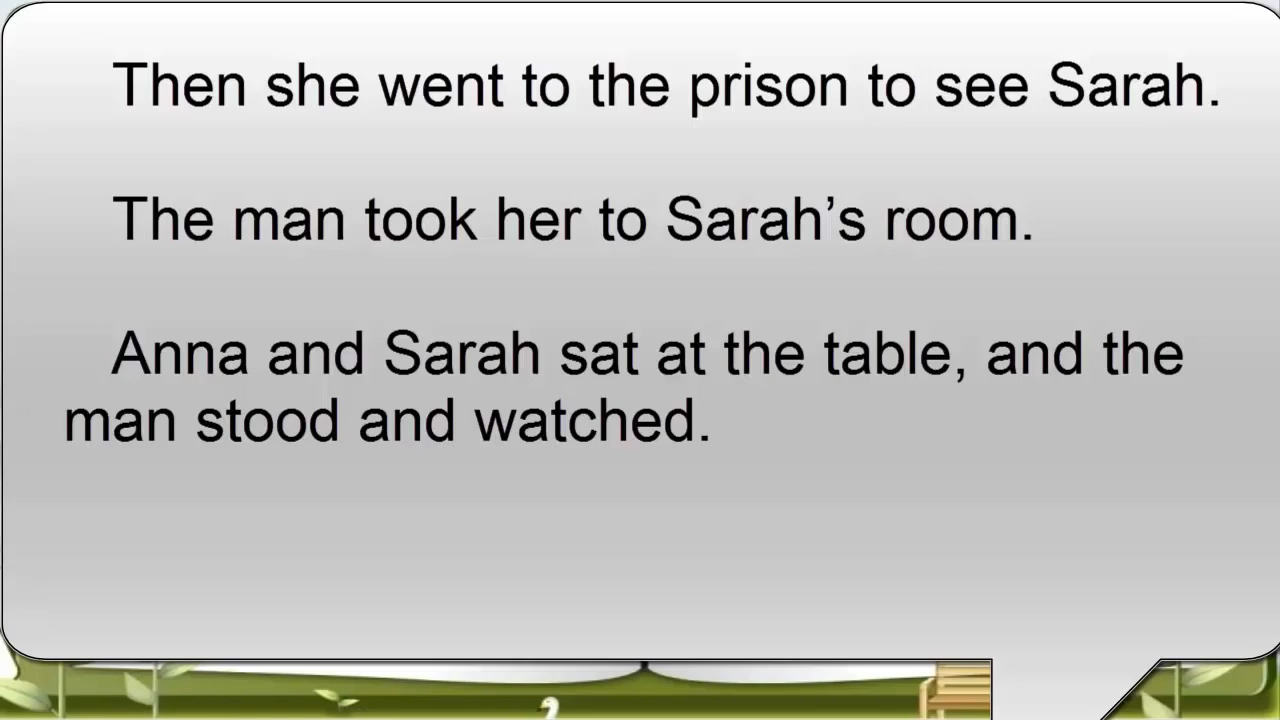 Then she went to the prison to see Sarah.
The man took her to Sarah’s room.
Anna and Sarah sat at the table, and the
man stood and watched.